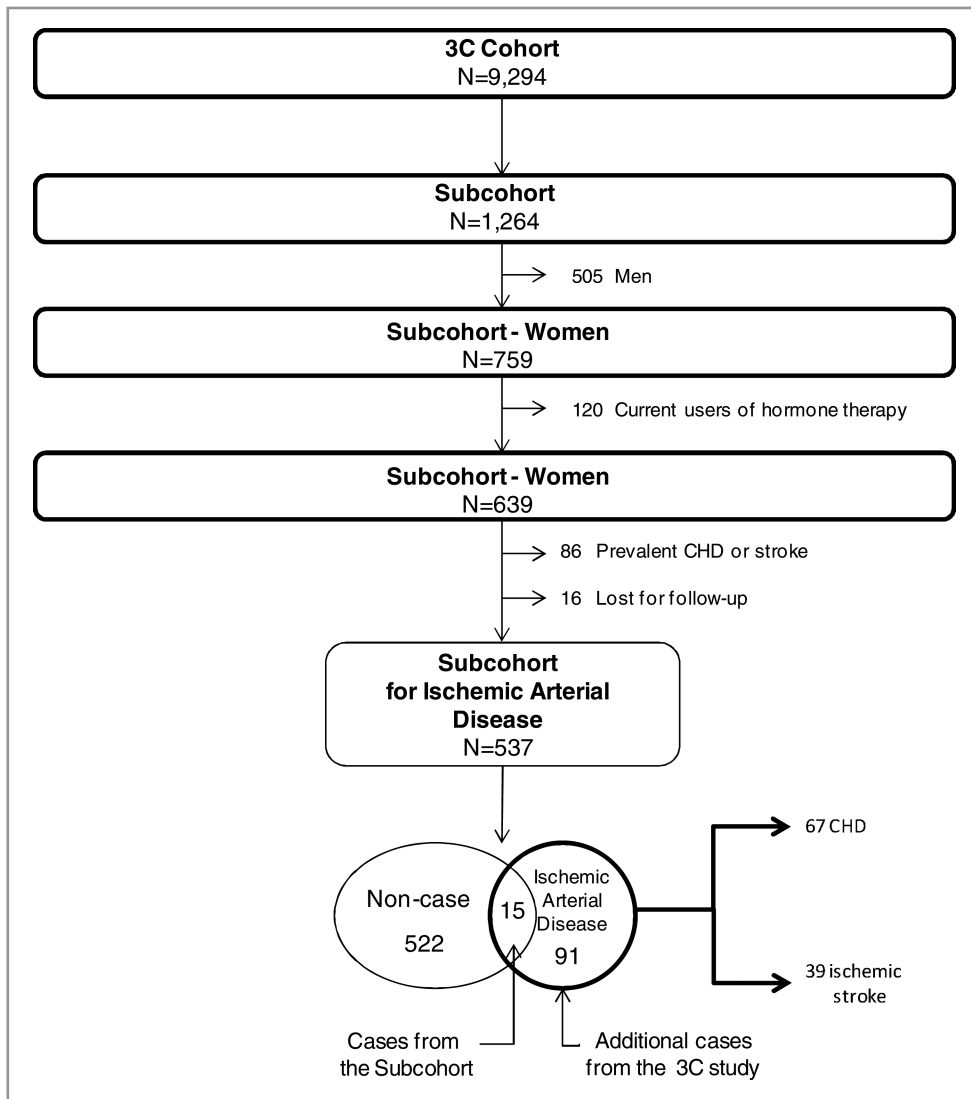 3C Cohort
N=9,294
Subcohort
N=1,264
505 Men
Subcohort - Women
N=759
120 Current users of hormone therapy
Subcohort - Women
N=639
86 Prevalent CHD or stroke
16 Lost for follow-up
Subcohort
for Ischemic Arterial
Disease
N=537
67 CHD
Non-case
522
15
Ischemic
Arterial
Disease
91
39 ischemic
stroke
Cases from
the Subcohort
Additional cases
from the 3C study